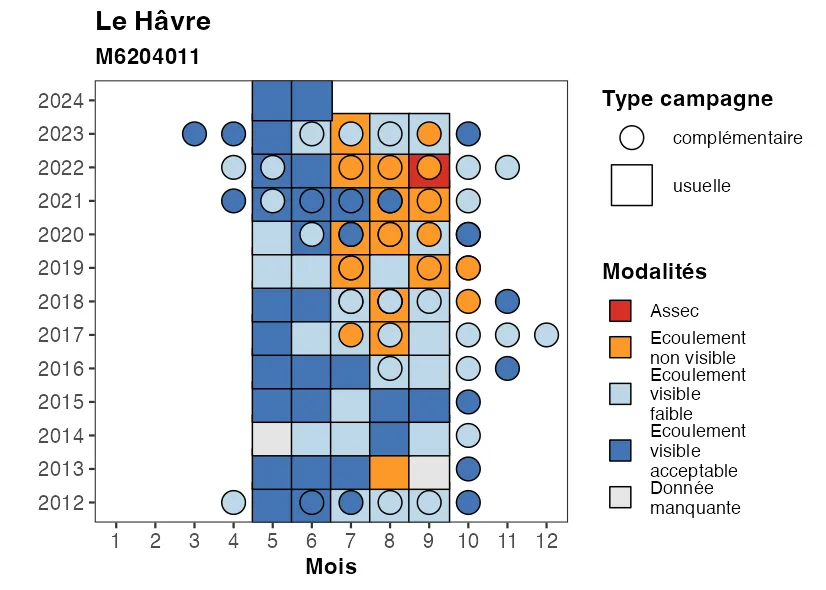 Le Hâvre
M6204011
2024
2023
2022
2021
2020
2019
2018
2017
2016
2015
2014
2013
2012
1 2 3 4 5 6 7 8 9 10 11 12
Mois
Type campagne
complémentaire
usuelle
Modalités
Assec
Ecoulement
non visible
Ecoulement
visible
faible
Ecoulement
visible
acceptable
Donnée
manquante